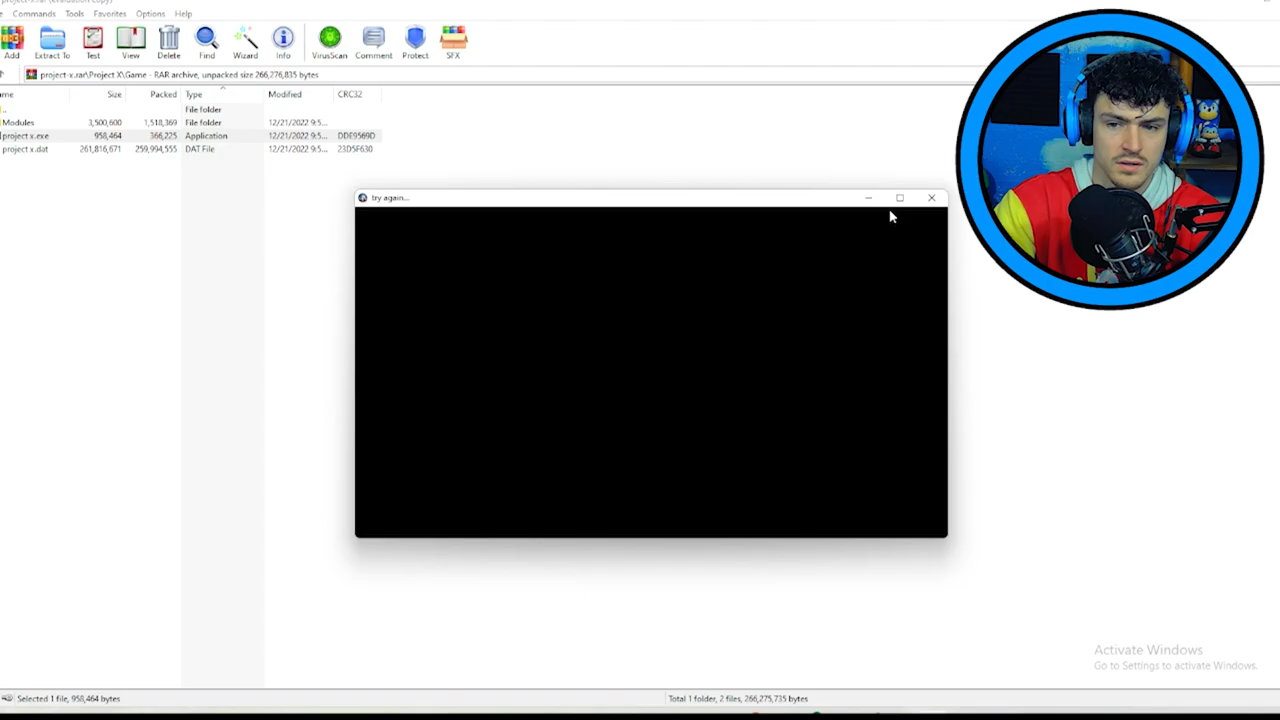 project-x.rar (evaluation copy)
Commands Tools Favorites Options Help
Add Extract To Test View Delete Find Wizard Info VirusScan Comment Protect SFX
project-x.rar\Project X\Game - RAR archive, unpacked size 266,276,835 bytes
Size Packed Type Modified CRC32
.. File folder
Modules 3,500,600 1,518,369 File folder 12/21/2022 9:5...
project x.exe 958,464 366,225 Application 12/21/2022 9:5... DDE9569D
project x.dat 261,816,671 259,994,555 DAT File 12/21/2022 9:5... 23D5F630
try again...
Activate Windows
Go to Settings to activate Windows.
Selected 1 file, 958,464 bytes Total 1 folder, 2 files, 266,275,735 bytes